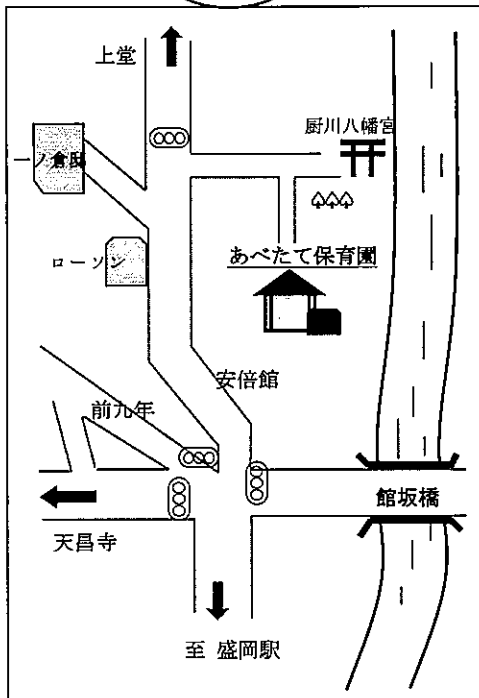 上堂
厨川八幡宮
一ノ倉邸
ローソン
あべたて保育園
安倍館
前九年
館坂橋
天昌寺
至 盛岡駅